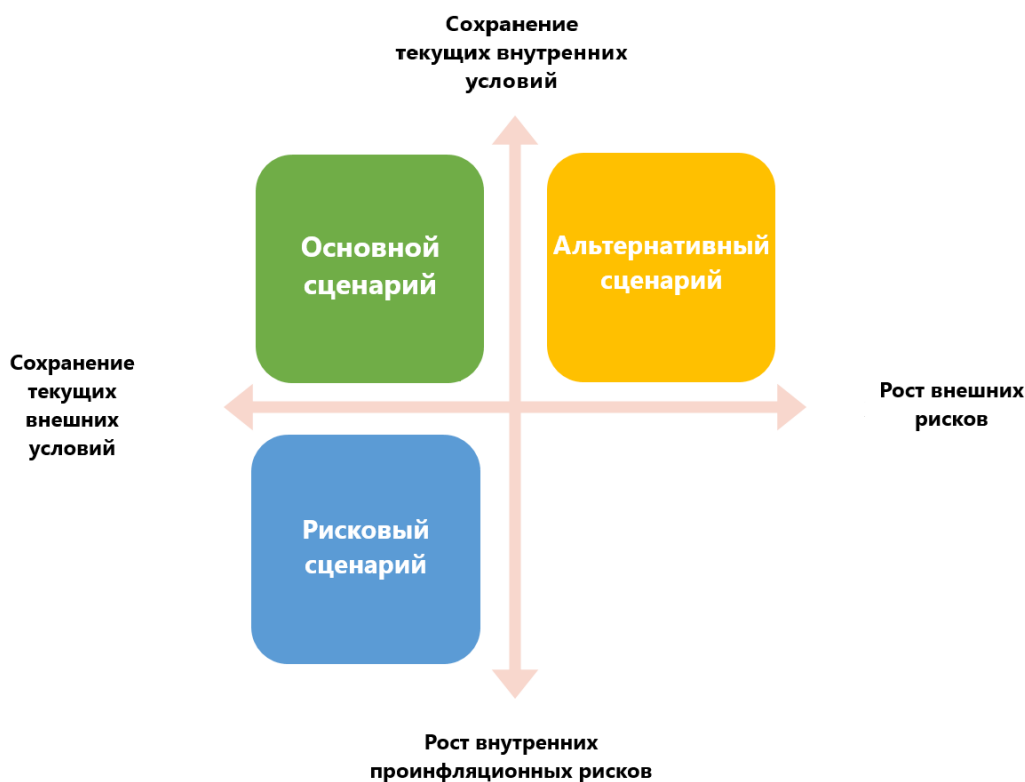 Сохранение
текущих внутренних
условий
Основной
сценарий
Альтернативный
сценарий
Сохранение
текущих
внешних
условий
Рост внешних
рисков
Рисковый
сценарий
Рост внутренних
проинфляционных рисков